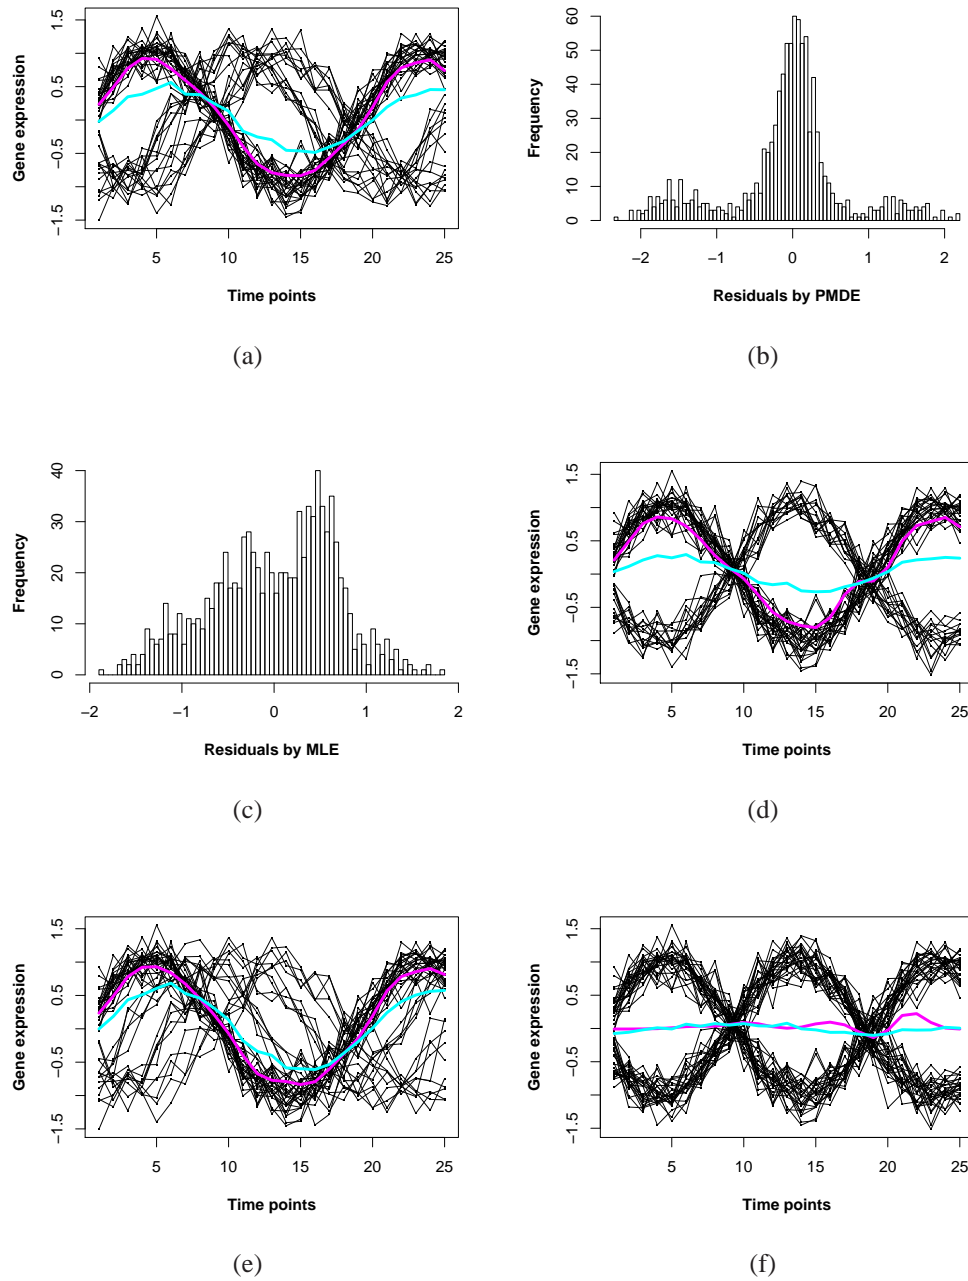 1.5
0.5
−0.5
−1.5
Gene expression
5 10 15 20 25
Time points
(a)
60
50
40
30
20
10
0
Frequency
−2 −1 0 1 2
Residuals by PMDE
(b)
40
30
20
10
0
Frequency
−2 −1 0 1 2
Residuals by MLE
(c)
1.5
0.5
−0.5
−1.5
Gene expression
5 10 15 20 25
Time points
(d)
1.5
0.5
−0.5
−1.5
Gene expression
5 10 15 20 25
Time points
(e)
1.5
0.5
−0.5
−1.5
Gene expression
5 10 15 20 25
Time points
(f)